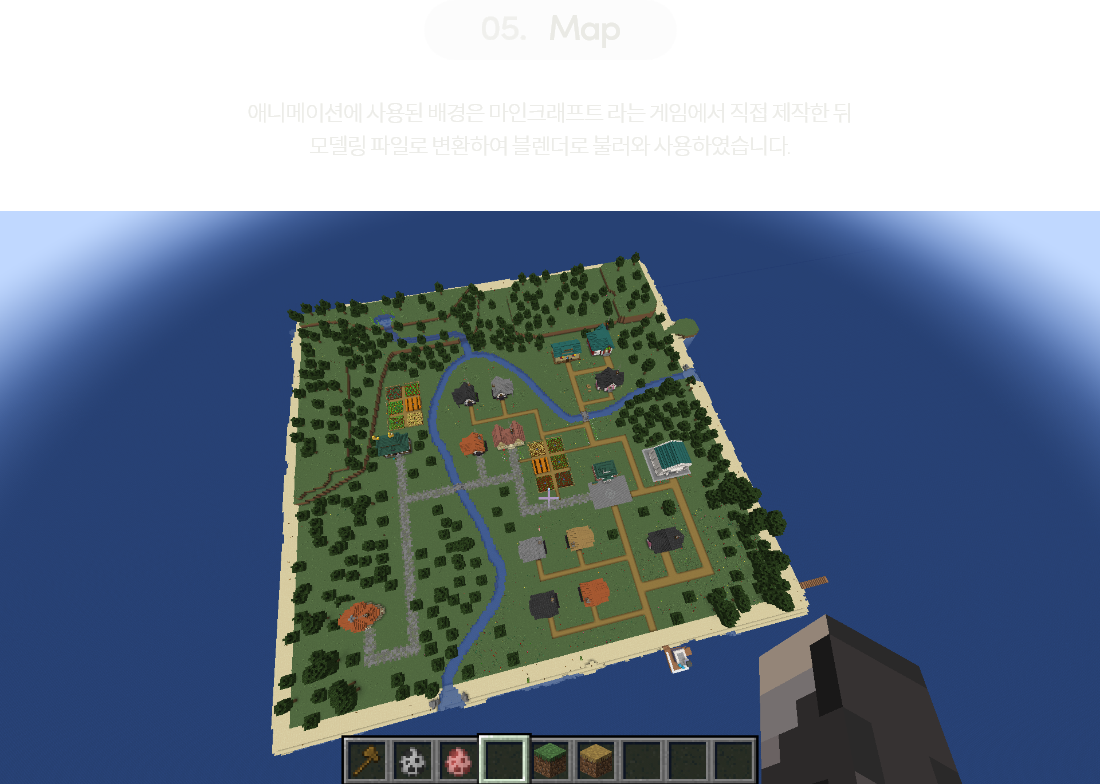 05. Map
애니메이션에 사용된 배경은 마인크래프트 라는 게임에서 직접 제작한 뒤
모델링 파일로 변환하여 블렌더로 불러와 사용하였습니다.